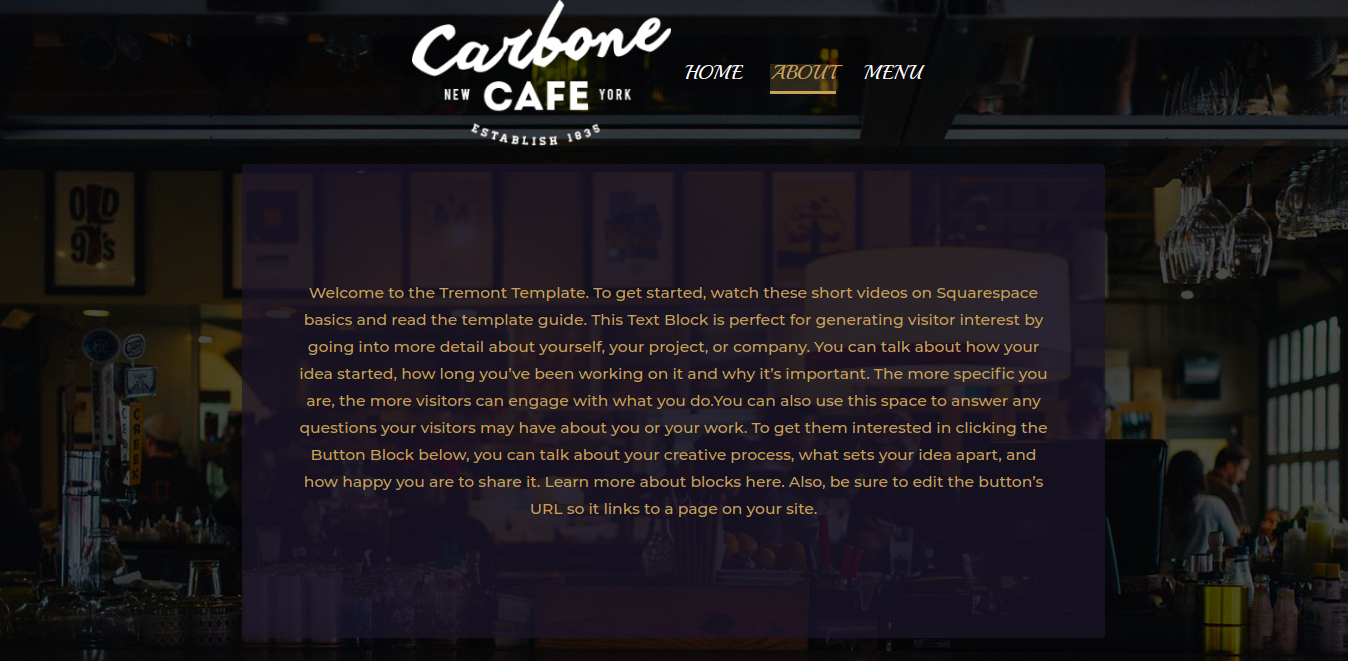 Carbone
NEW CAFE YORK
ESTABLISH 1835
HOME ABOUT MENU
OLD
90's
Welcome to the Tremont Template. To get started, watch these short videos on Squarespace
basics and read the template guide. This Text Block is perfect for generating visitor interest by
going into more detail about yourself, your project, or company. You can talk about how your
idea started, how long you’ve been working on it and why it’s important. The more specific you
are, the more visitors can engage with what you do.You can also use this space to answer any
questions your visitors may have about you or your work. To get them interested in clicking the
Button Block below, you can talk about your creative process, what sets your idea apart, and
how happy you are to share it. Learn more about blocks here. Also, be sure to edit the button’s
URL so it links to a page on your site.